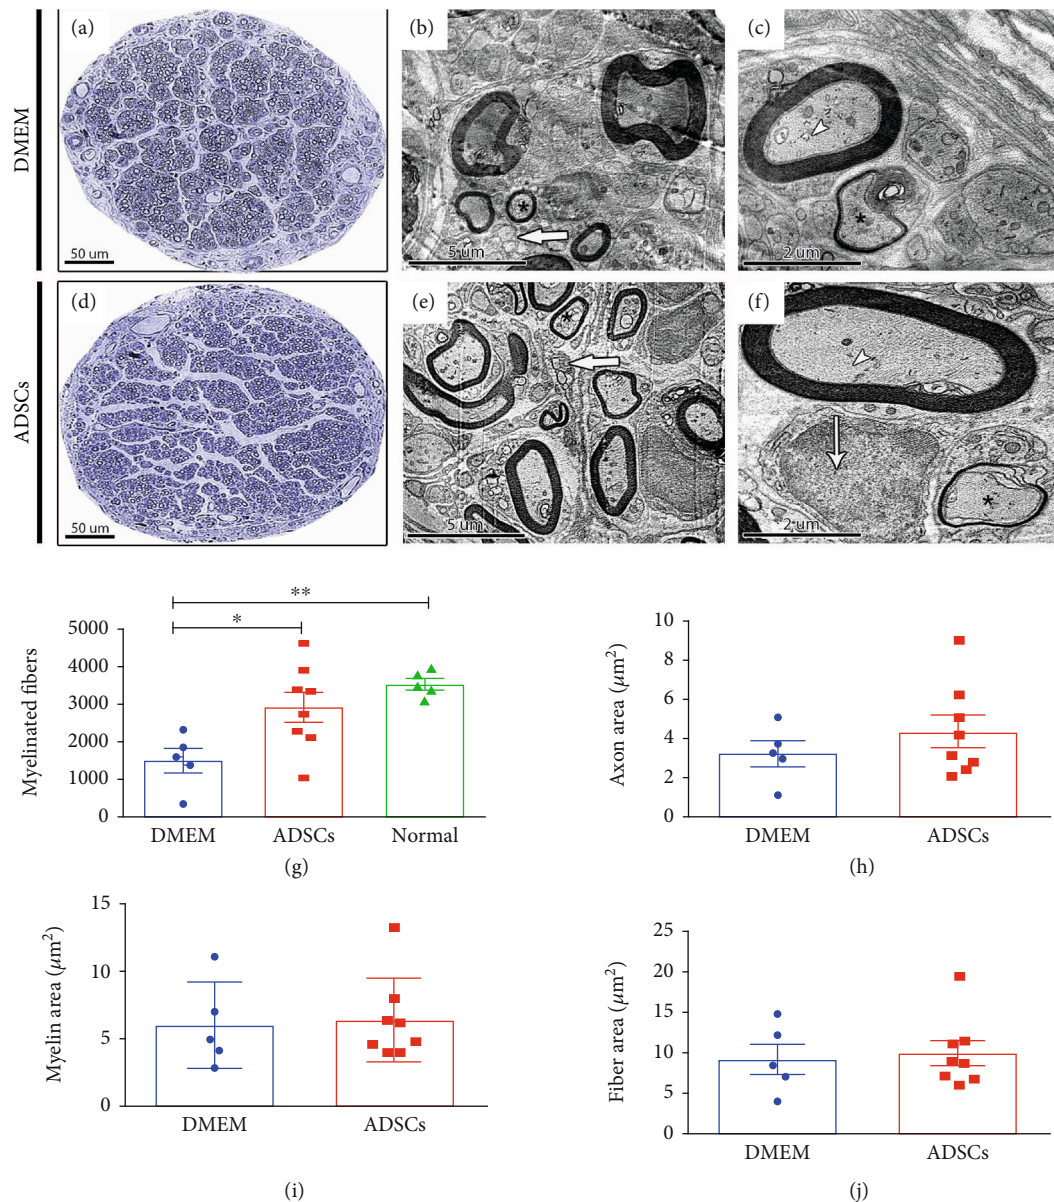 (a)
(b)
(c)
DMEM
50 um
5 um
2 um
*
*
(d)
(e)
(f)
ADSCs
50 um
5 um
2 um
*
*
**
*
Myelinated fibers
5000
4000
3000
2000
1000
0
DMEM
ADSCs
Normal
(g)
Axon area (μm²)
10
8
6
4
2
0
DMEM
ADSCs
(h)
Myelin area (μm²)
15
10
5
0
DMEM
ADSCs
(i)
Fiber area (μm²)
25
20
15
10
5
0
DMEM
ADSCs
(j)